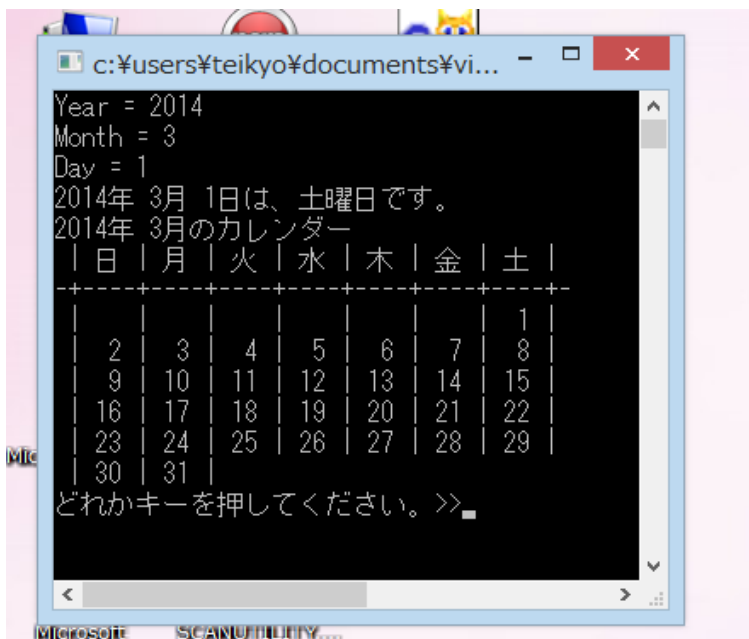 c:¥users¥teikyo¥documents¥vi...
Year = 2014
Month = 3
Day = 1
2014年 3月 1日は、土曜日です。
2014年 3月のカレンダー
| 日 | 月 | 火 | 水 | 木 | 金 | 土 |
-+----+----+----+----+----+----+----+-
|    |    |    |    |    |    |  1 |
|  2 |  3 |  4 |  5 |  6 |  7 |  8 |
|  9 | 10 | 11 | 12 | 13 | 14 | 15 |
| 16 | 17 | 18 | 19 | 20 | 21 | 22 |
| 23 | 24 | 25 | 26 | 27 | 28 | 29 |
| 30 | 31 |
どれかキーを押してください。>>_
Mic
Microsoft